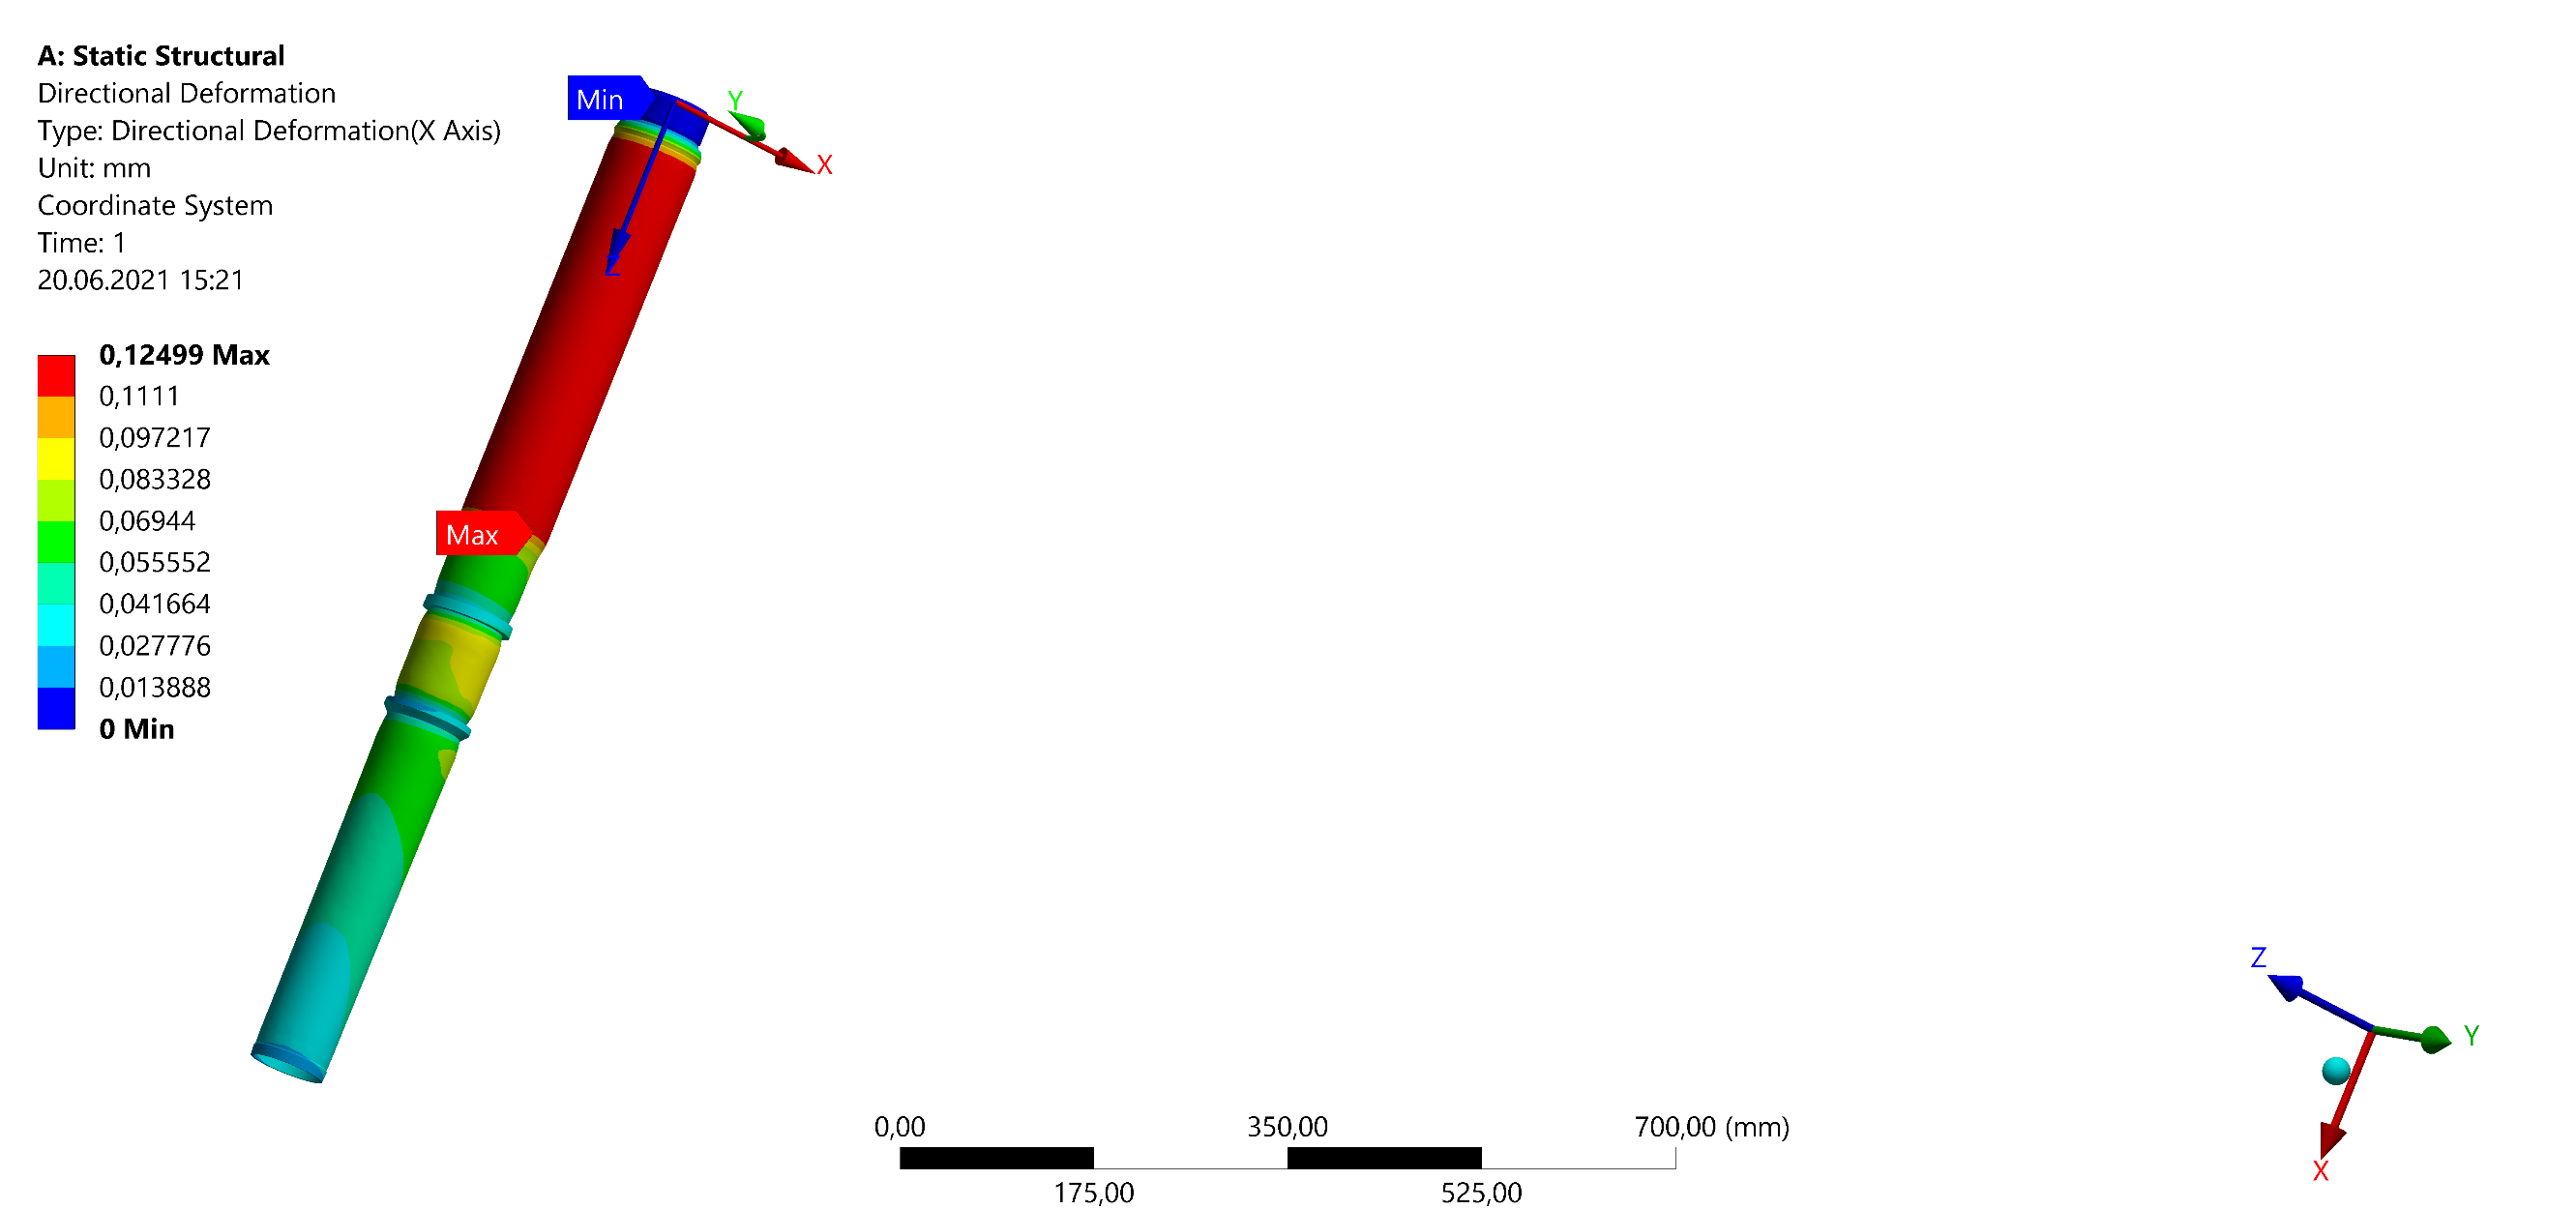 A: Static Structural
Directional Deformation
Type: Directional Deformation(X Axis)
Unit: mm
Coordinate System
Time: 1
20.06.2021 15:21
0,12499 Max
0,1111
0,097217
0,083328
0,06944
0,055552
0,041664
0,027776
0,013888
0 Min
Min
Y
X
Z
Max
0,00
350,00
700,00 (mm)
175,00
525,00
Z
Y
X